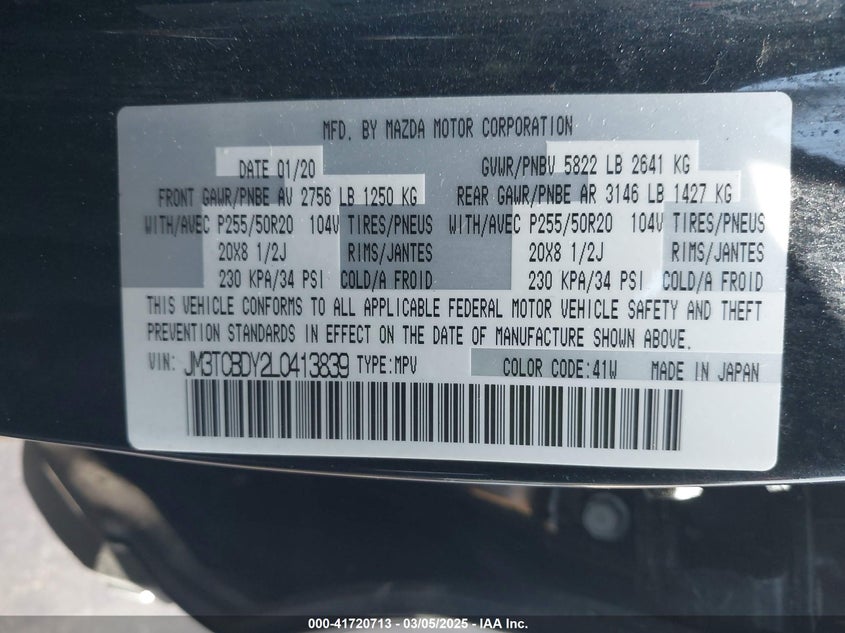 MFD. BY MAZDA MOTOR CORPORATION
DATE 01/20 GVWR/PNBV 5822 LB 2641 KG
FRONT GAWR/PNBE AV 2756 LB 1250 KG REAR GAWR/PNBE AR 3146 LB 1427 KG
WITH/AVEC P255/50R20 104V TIRES/PNEUS WITH/AVEC P255/50R20 104V TIRES/PNEUS
20X8 1/2J RIMS/JANTES 20X8 1/2J RIMS/JANTES
230 KPA/34 PSI COLD/A FROID 230 KPA/34 PSI COLD/A FROID
THIS VEHICLE CONFORMS TO ALL APPLICABLE FEDERAL MOTOR VEHICLE SAFETY AND THEFT
PREVENTION STANDARDS IN EFFECT ON THE DATE OF MANUFACTURE SHOWN ABOVE.
VIN: JM3TCBDY2L0413839 TYPE:MPV COLOR CODE:41W MADE IN JAPAN
000-41720713 - 03/05/2025 - IAA Inc.